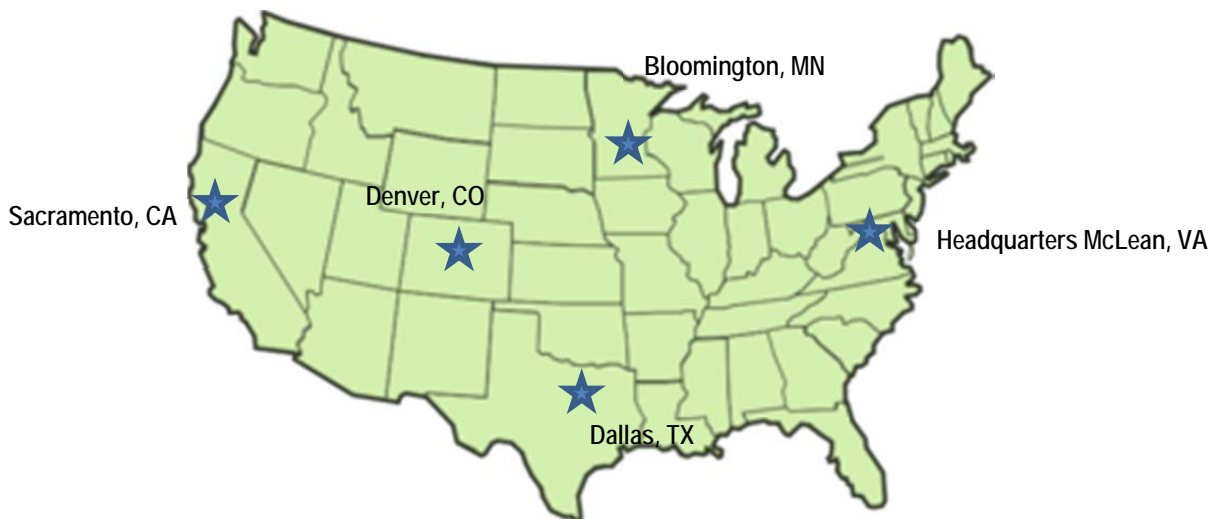 Bloomington, MN
Denver, CO
Sacramento, CA
Headquarters McLean, VA
Dallas, TX